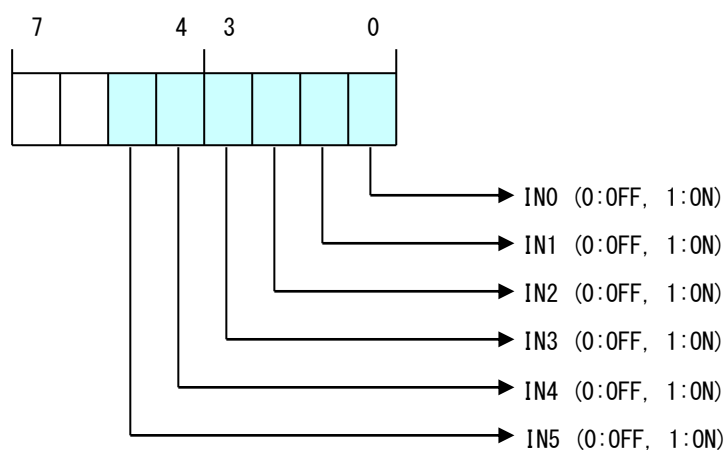 7 4 3 0
IN0 (0:OFF, 1:ON)
IN1 (0:OFF, 1:ON)
IN2 (0:OFF, 1:ON)
IN3 (0:OFF, 1:ON)
IN4 (0:OFF, 1:ON)
IN5 (0:OFF, 1:ON)